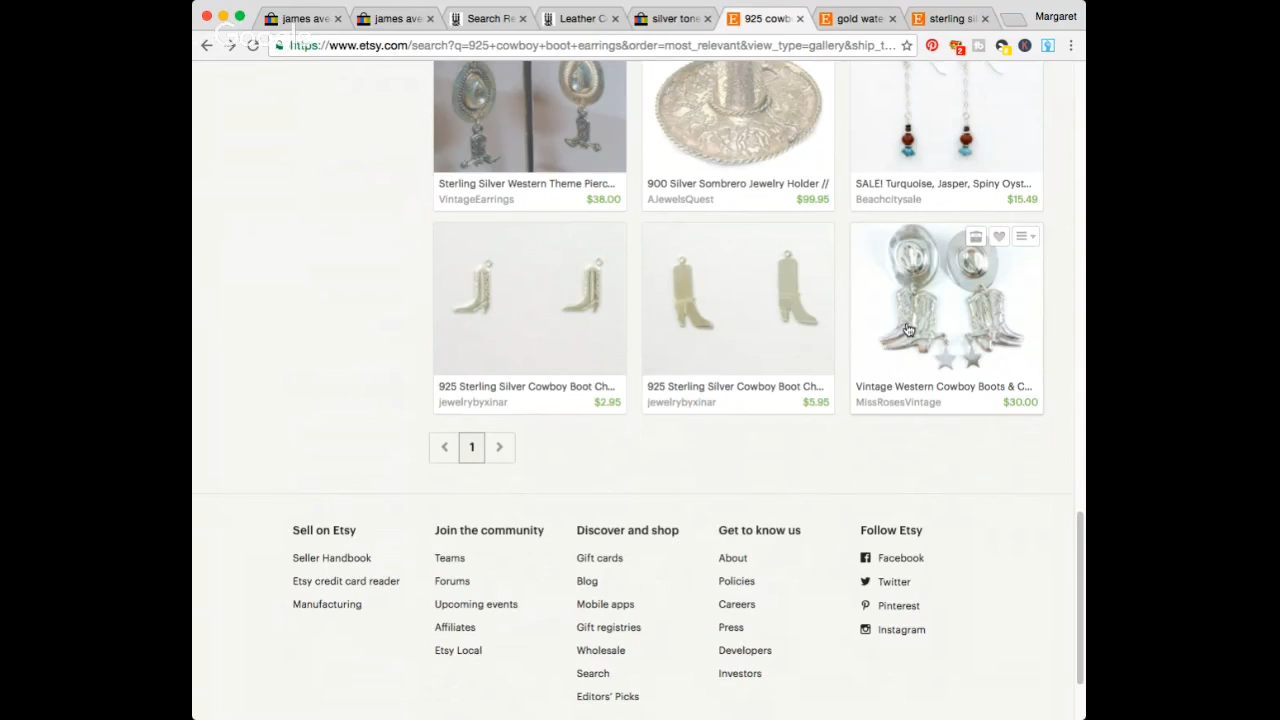 james ave
james ave
Search Re
Leather C
silver tone
925 cowb
gold wate
sterling sil
Margaret
Google
https://www.etsy.com/search?q=925+cowboy+boot+earrings&order=most_relevant&view_type=gallery&ship_t...
Sterling Silver Western Theme Pierc...
VintageEarrings $38.00
900 Silver Sombrero Jewelry Holder //
AJewelsQuest $99.95
SALE! Turquoise, Jasper, Spiny Oyst...
Beachcitysale $15.49
925 Sterling Silver Cowboy Boot Ch...
jewelrybyxinar $2.95
925 Sterling Silver Cowboy Boot Ch...
jewelrybyxinar $5.95
Vintage Western Cowboy Boots & C...
MissRosesVintage $30.00
1
Sell on Etsy
Seller Handbook
Etsy credit card reader
Manufacturing
Join the community
Teams
Forums
Upcoming events
Affiliates
Etsy Local
Discover and shop
Gift cards
Blog
Mobile apps
Gift registries
Wholesale
Search
Editors' Picks
Get to know us
About
Policies
Careers
Press
Developers
Investors
Follow Etsy
Facebook
Twitter
Pinterest
Instagram